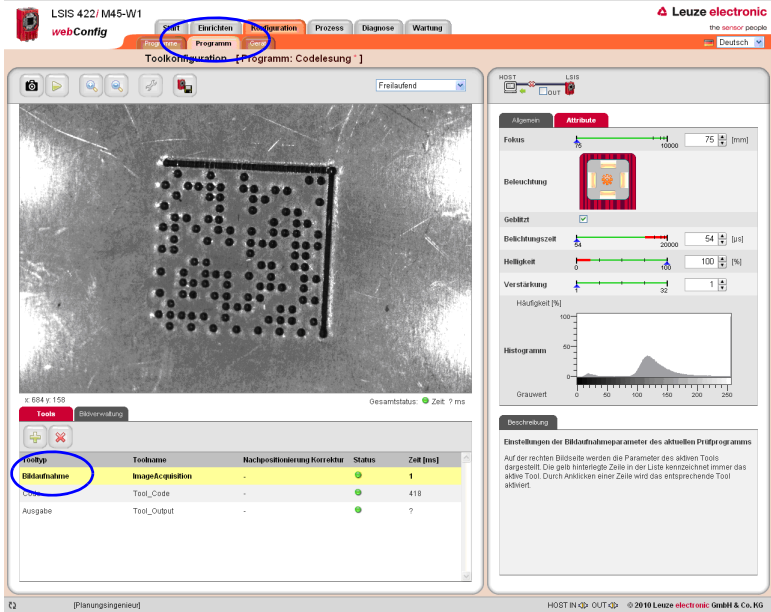 LSIS 422/ M45-W1
webConfig
Start Einrichten Konfiguration Prozess Diagnose Wartung
Programme Programm Gerät
Leuze electronic
the sensor people
Deutsch
Toolkonfiguration - [ Programm: Codelesung * ]
Freilaufend
x: 684 y: 158
Gesamtstatus: Zeit: ? ms
Tools Bildverwaltung
Tooltyp Toolname Nachpositionierung Korrektur Status Zeit [ms]
Bildaufnahme ImageAcquisition - 1
Code Tool_Code - 418
Ausgabe Tool_Output - ?
HOST LSIS
OUT
Allgemein Attribute
Fokus 75 10000 75 [mm]
Beleuchtung
Geblitzt
Belichtungszeit 54 20000 54 [µs]
Helligkeit 0 100 100 [%]
Verstärkung 1 32 1
Häufigkeit [%]
100
50
Histogramm
0
Grauwert 0 50 100 150 200 250
Beschreibung
Einstellungen der Bildaufnahmeparameter des aktuellen Prüfprogramms
Auf der rechten Bildseite werden die Parameter des aktiven Tools
dargestellt. Die gelb hinterlegte Zeile in der Liste kennzeichnet immer das
aktive Tool. Durch Anklicken einer Zeile wird das entsprechende Tool
aktiviert.
[Planungsingenieur]
HOST IN OUT © 2010 Leuze electronic GmbH & Co. KG